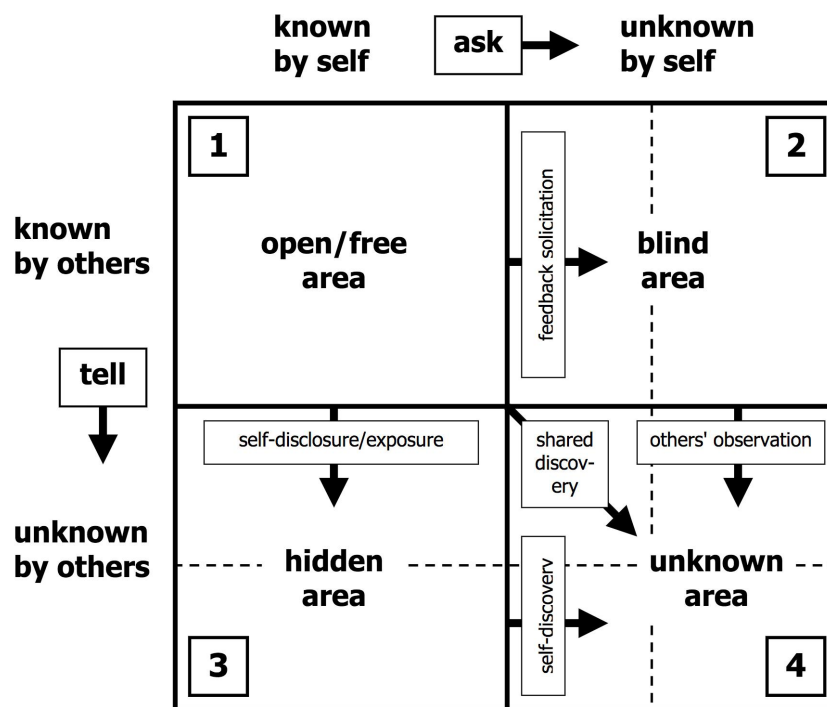 known
by self
ask
unknown
by self
1
2
known
by others
open/free
area
feedback solicitation
blind
area
tell
self-disclosure/exposure
shared
discov-
ery
others' observation
unknown
by others
hidden
area
self-discovery
unknown
area
3
4